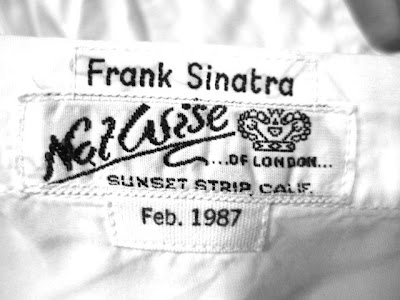 Frank Sinatra
Nat Wise
...OF LONDON...
SUNSET STRIP, CALIF.
Feb. 1987